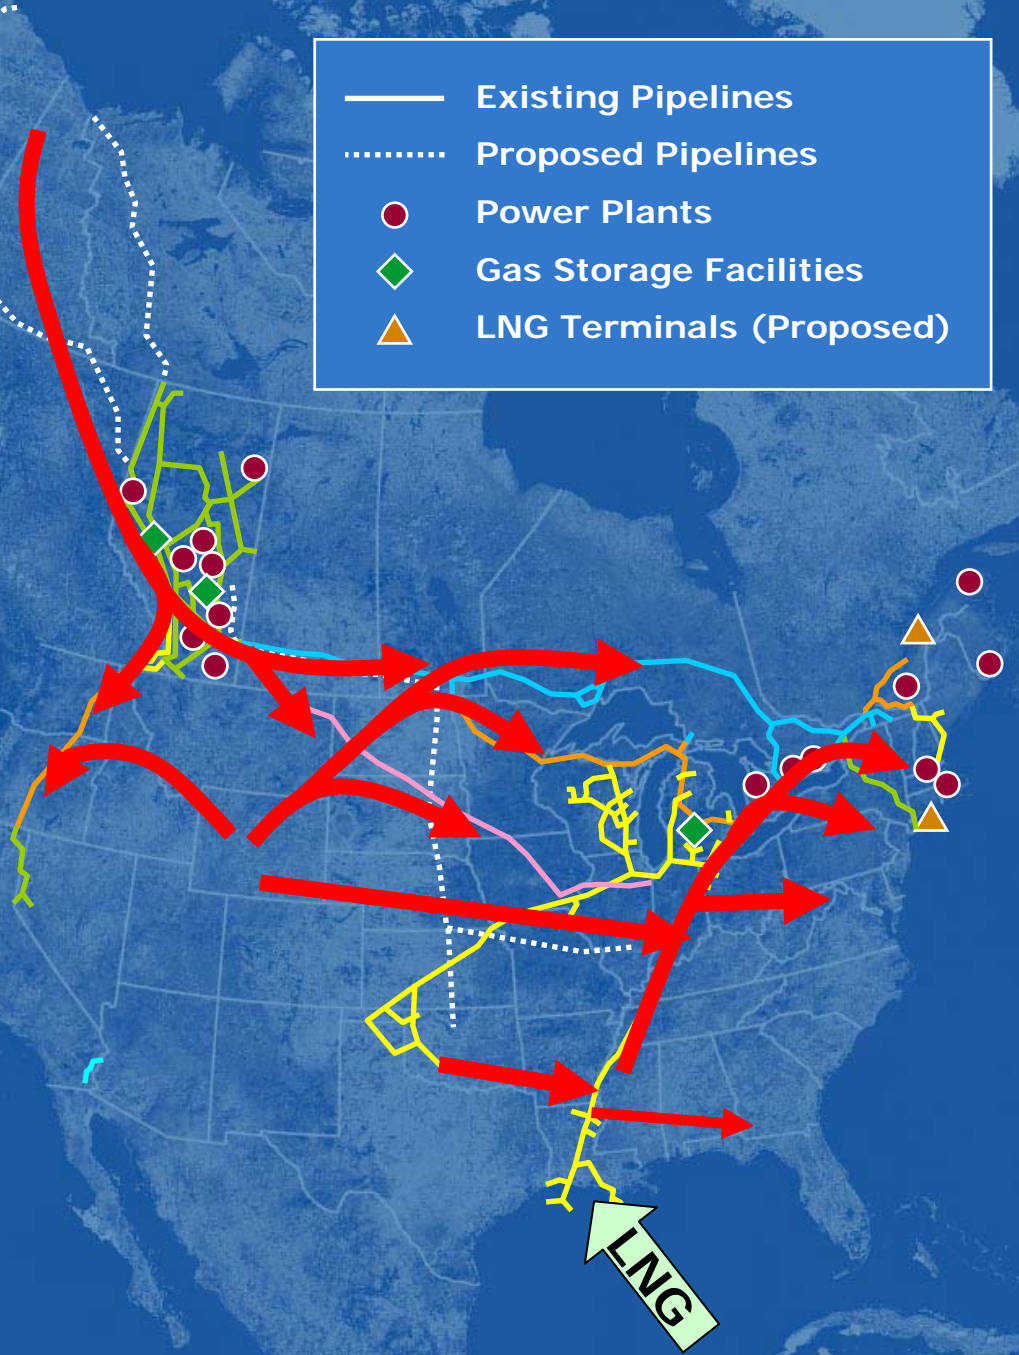 Existing Pipelines
Proposed Pipelines
Power Plants
Gas Storage Facilities
LNG Terminals (Proposed)
LNG